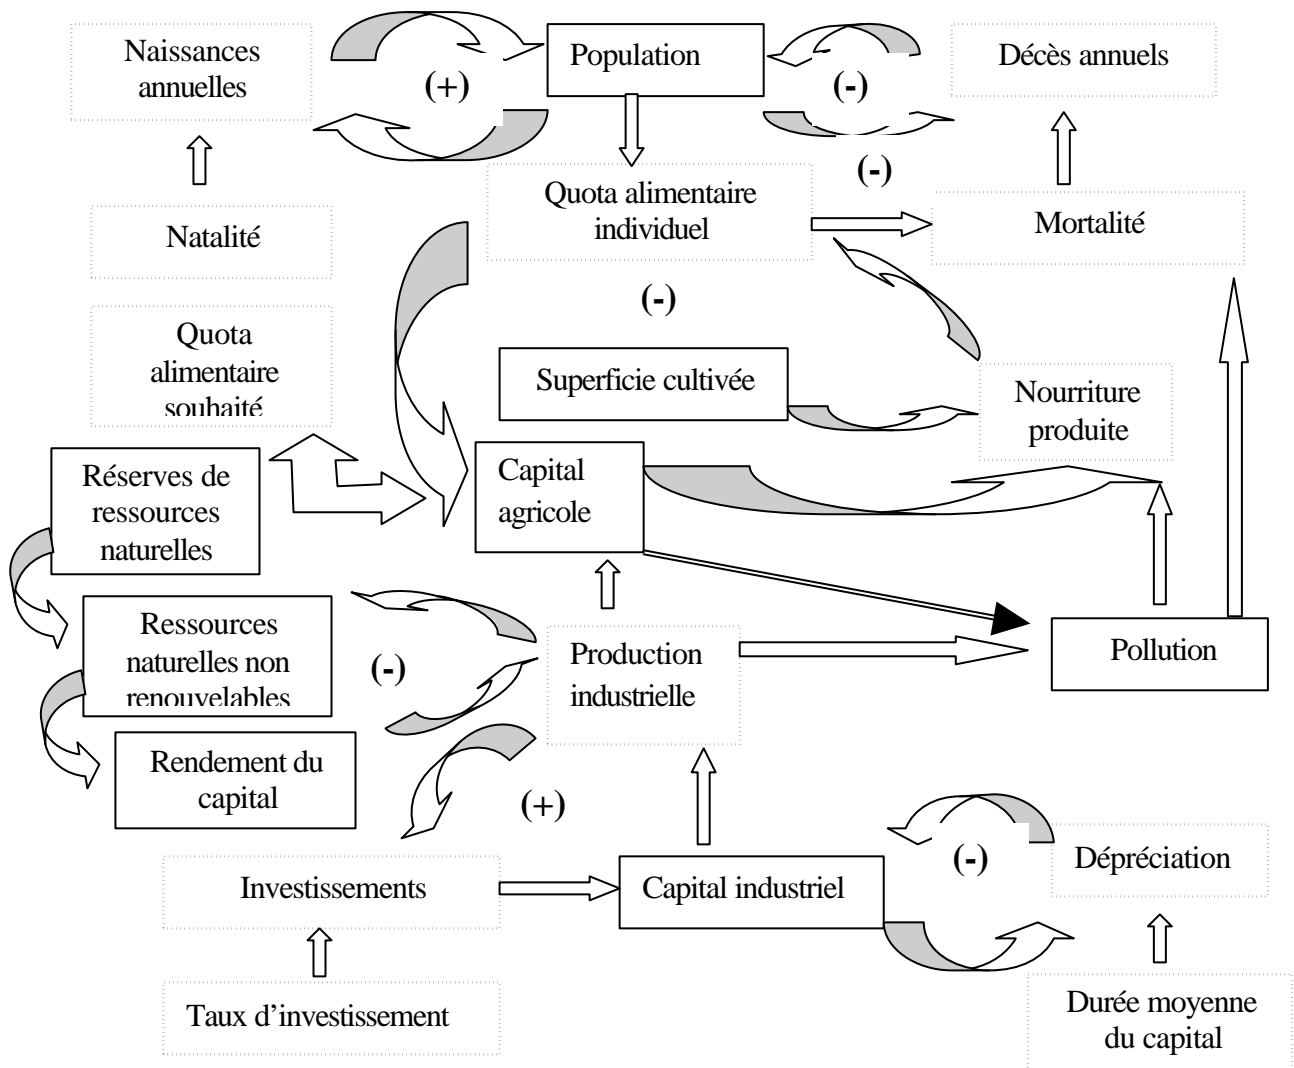 Naissances
annuelles
(+)
Population
(-)
Décès annuels
(-)
Natalité
Quota alimentaire
individuel
Mortalité
(-)
Quota
alimentaire
souhaité
Superficie cultivée
Nourriture
produite
Réserves de
ressources
naturelles
Capital
agricole
Ressources
naturelles non
renouvelables
(-)
Production
industrielle
Pollution
Rendement du
capital
(+)
Investissements
Capital industriel
(-)
Dépréciation
Taux d’investissement
Durée moyenne
du capital